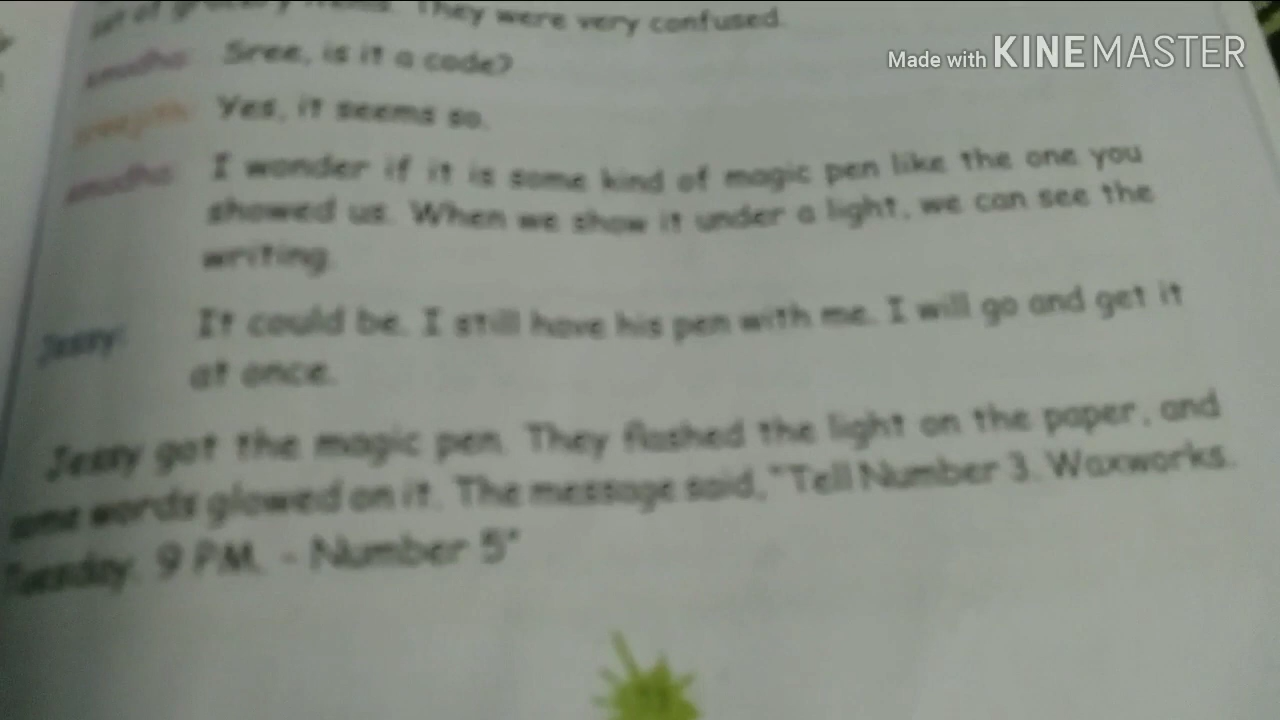 of grocery items. They were very confused.
Made with KINEMASTER
Sree, is it a code?
Yes, it seems so.
I wonder if it is some kind of magic pen like the one you
showed us. When we show it under a light, we can see the
writing.
Jessy: It could be. I still have his pen with me. I will go and get it
at once.
Jessy got the magic pen. They flashed the light on the paper, and
some words glowed on it. The message said, "Tell Number 3. Waxworks.
Tuesday. 9 P.M. - Number 5"